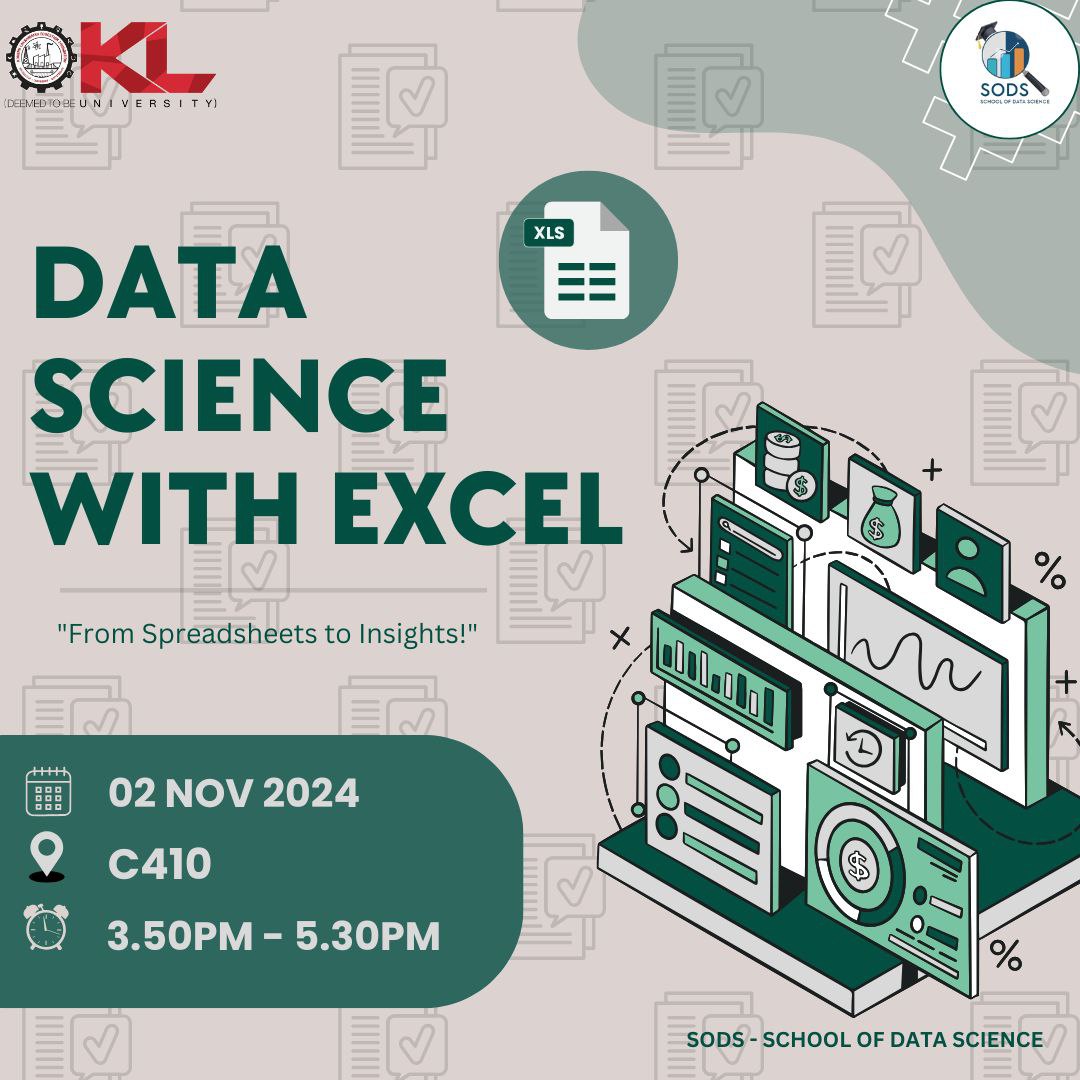 KL
(DEEMED TO BE UNIVERSITY)
SODS
SCHOOL OF DATA SCIENCE
XLS
DATA
SCIENCE
WITH EXCEL
"From Spreadsheets to Insights!"
02 NOV 2024
C410
3.50PM - 5.30PM
SODS - SCHOOL OF DATA SCIENCE